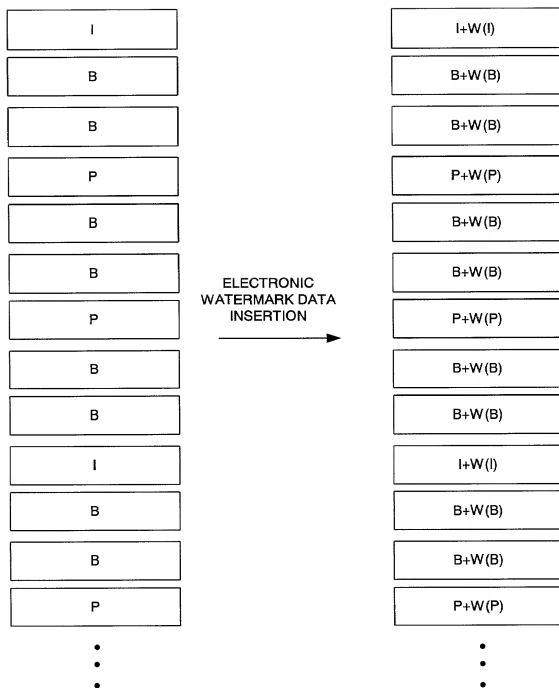 I
B
B
P
B
B
P
B
B
I
B
B
P
ELECTRONIC
WATERMARK DATA
INSERTION
I+W(I)
B+W(B)
B+W(B)
P+W(P)
B+W(B)
B+W(B)
P+W(P)
B+W(B)
B+W(B)
I+W(I)
B+W(B)
B+W(B)
P+W(P)